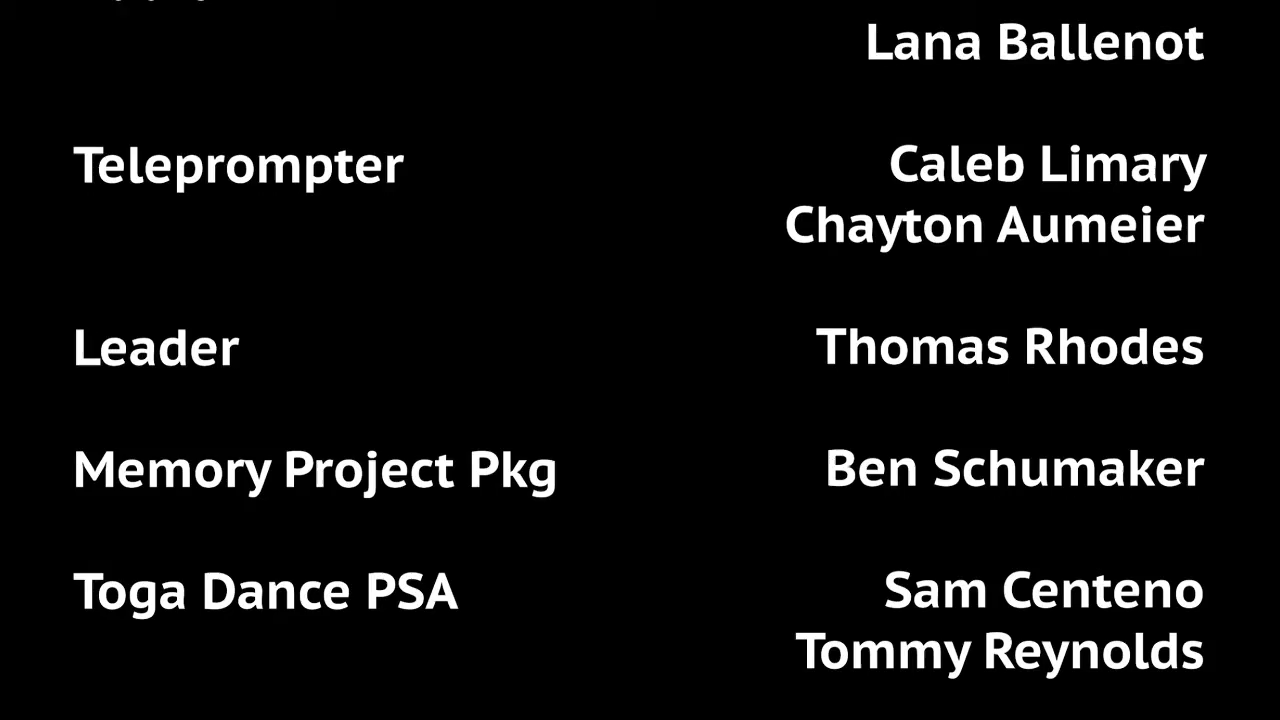 Lana Ballenot
Teleprompter Caleb Limary
Chayton Aumeier
Leader Thomas Rhodes
Memory Project Pkg Ben Schumaker
Toga Dance PSA Sam Centeno
Tommy Reynolds